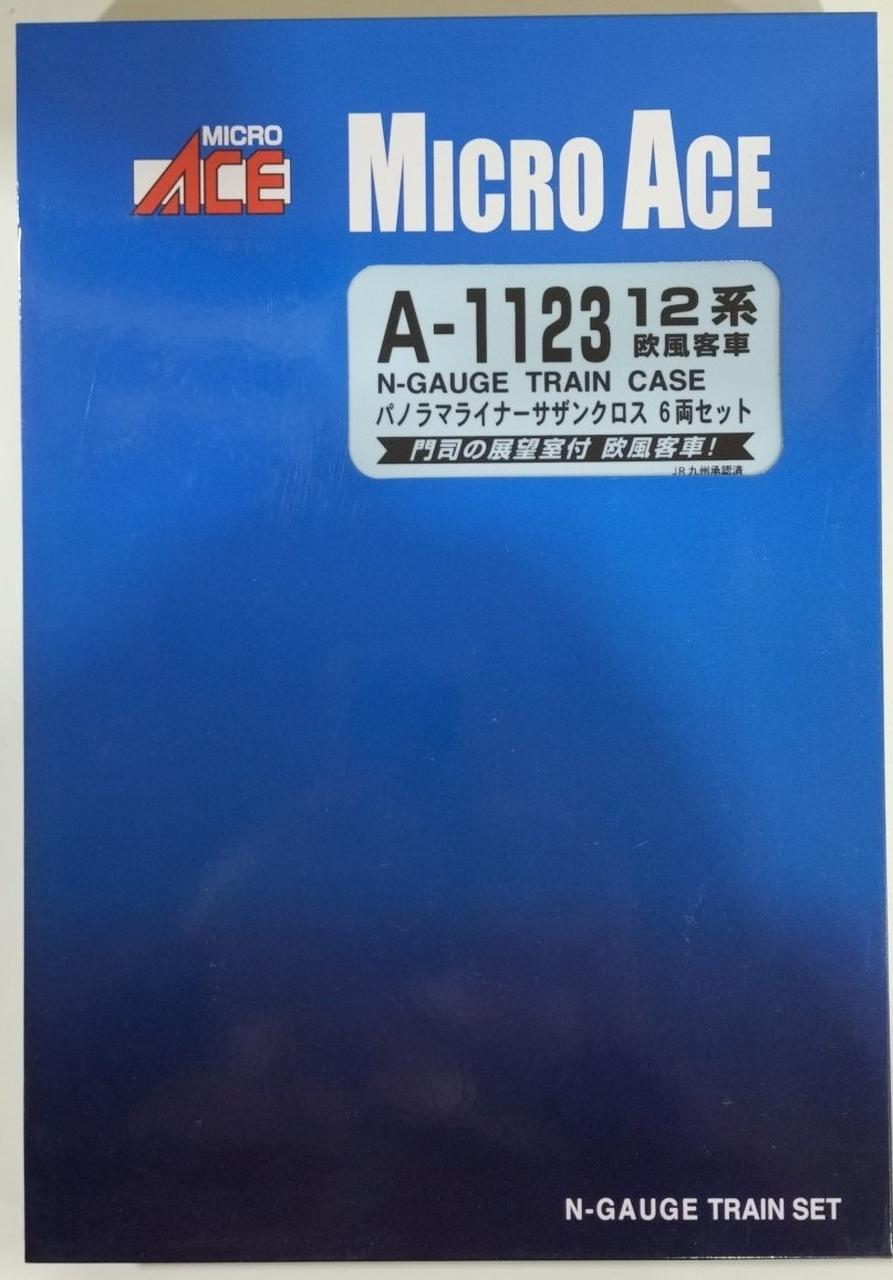 MICRO
ACE
MICRO ACE
A-1123 12系
欧風客車
N-GAUGE TRAIN CASE
パノラマライナーサザンクロス 6両セット
門司の展望室付 欧風客車!
JR九州承認済
N-GAUGE TRAIN SET